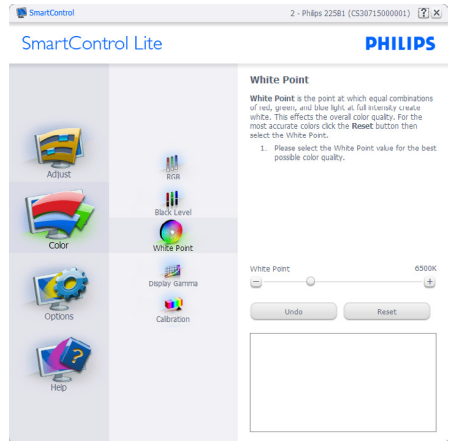 SmartControl
2 - Philips 225B1 (CS30715000001)
SmartControl Lite
PHILIPS
Adjust
Color
Options
Help
RGB
Black Level
White Point
Display Gamma
Calibration
White Point
White Point is the point at which equal combinations
of red, green, and blue light at full intensity create
white. This effects the overall color quality. For the
most accurate colors click the Reset button then
select the White Point.
1. Please select the White Point value for the best
possible color quality.
White Point 6500K
Undo Reset